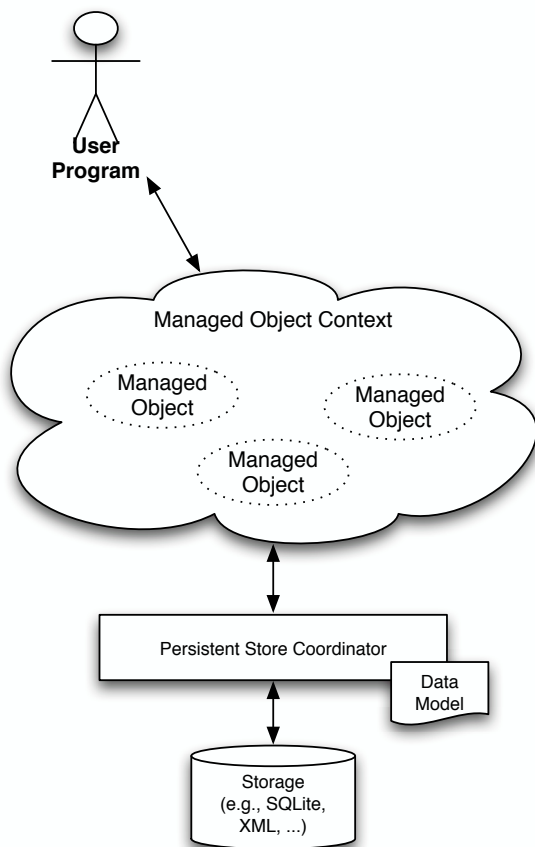 User
Program
Managed Object Context
Managed
Object
Managed
Object
Managed
Object
Persistent Store Coordinator
Data
Model
Storage
(e.g., SQLite,
XML, ...)